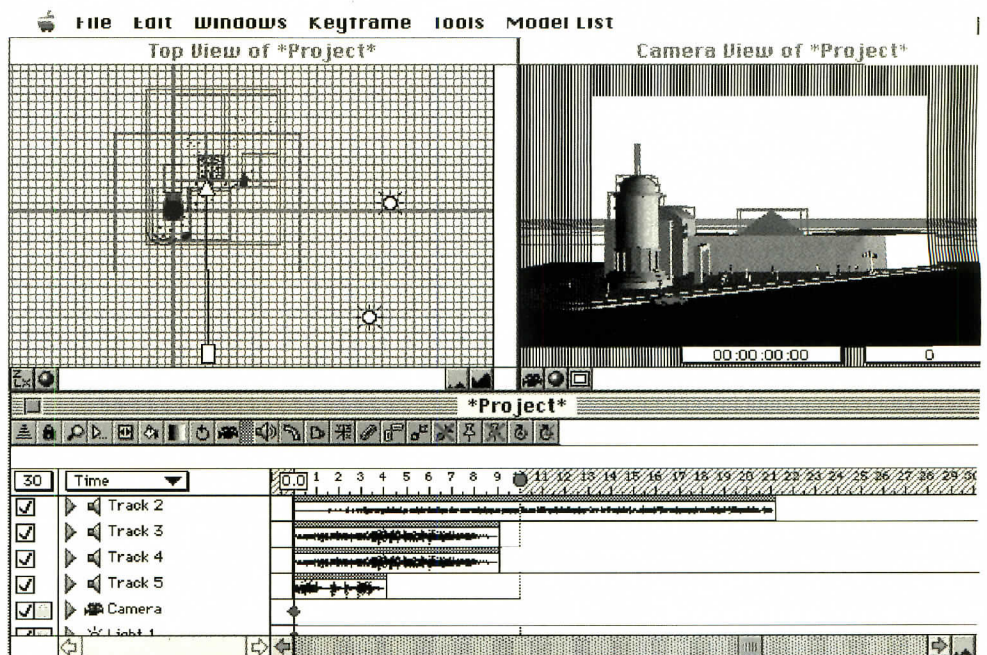 File Edit Windows Keyframe Tools Model List
Top View of *Project*
Camera View of *Project*
00:00:00:00
0
*Project*
30 Time 0.0 1 2 3 4 5 6 7 8 9 11 12 13 14 15 16 17 18 19 20 21 22 23 24 25 26 27 28 29 30
Track 2
Track 3
Track 4
Track 5
Camera
Light 1